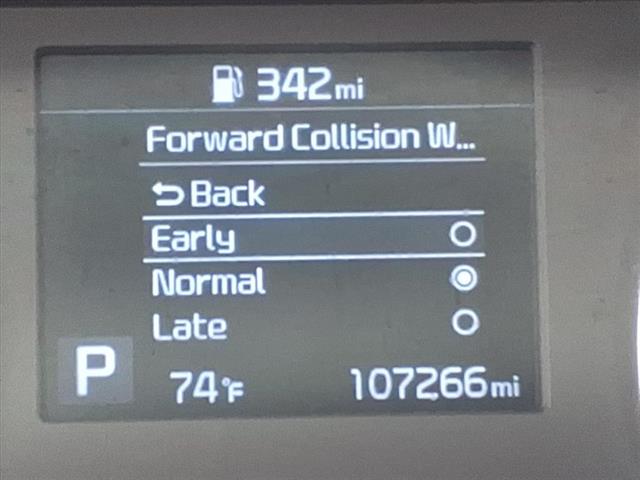 342mi
Forward Collision W...
Back
Early
Normal
Late
P
74°F
107266mi